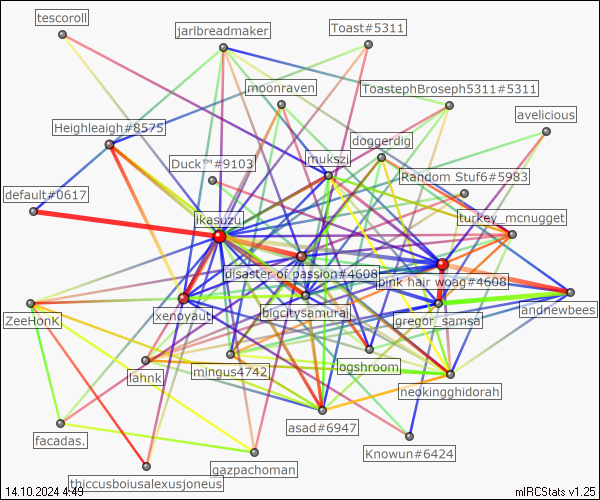 tescoroll
jarlbreadmaker
Toast#5311
moonraven
ToastephBroseph5311#5311
avelicious
Heighleigh#8575
doggerdig
Duck™#9103
mukszi
Random Stuf6#5983
default#0617
ikasuzu
turkey_mcnugget
disaster of passion#4608
pink hair woag#4608
xenoyaut
bigcitysamurai
andnewbees
ZeeHonK
gregor_samsa
lahnk
mingus4742
ogshroom
neokingghidorah
asad#6947
facadas.
Knowun#6424
gazpachoman
thiccusboiusalexusjoneus
14.10.2024 4:49
mIRCStats v1.25